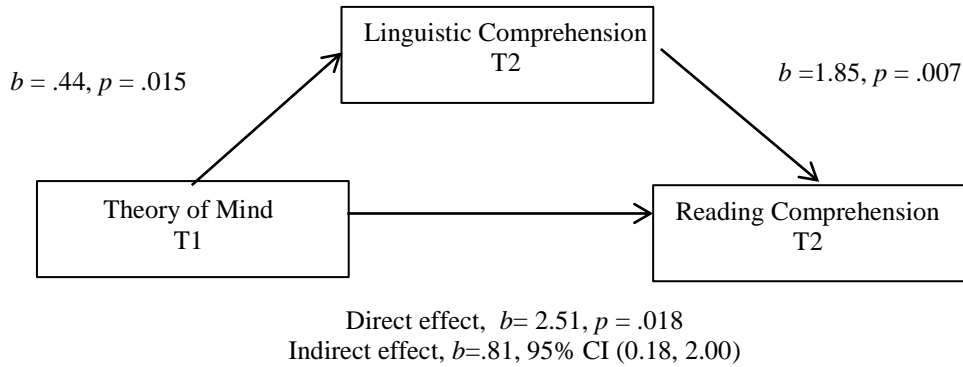 Linguistic Comprehension
T2
b = .44, p = .015
b =1.85, p = .007
Theory of Mind
T1
Reading Comprehension
T2
Direct effect, b= 2.51, p = .018
Indirect effect, b=.81, 95% CI (0.18, 2.00)